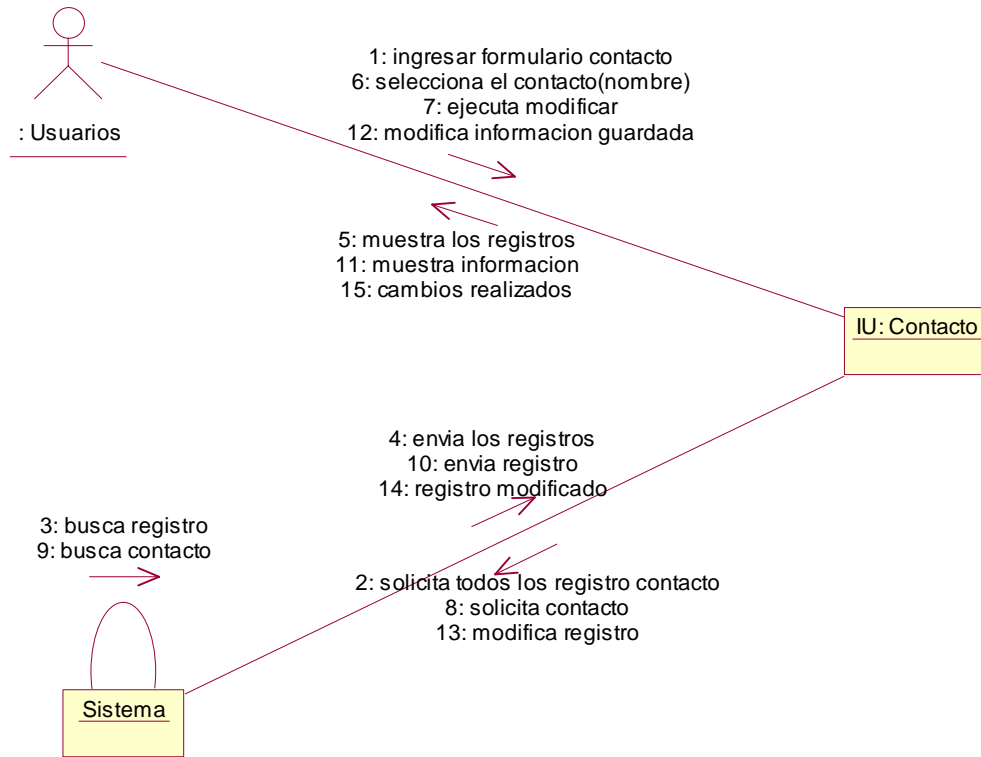 1: ingresar formulario contacto
6: selecciona el contacto(nombre)
7: ejecuta modificar
12: modifica informacion guardada
: Usuarios
5: muestra los registros
11: muestra informacion
15: cambios realizados
IU: Contacto
4: envia los registros
10: envia registro
14: registro modificado
3: busca registro
9: busca contacto
2: solicita todos los registro contacto
8: solicita contacto
13: modifica registro
Sistema